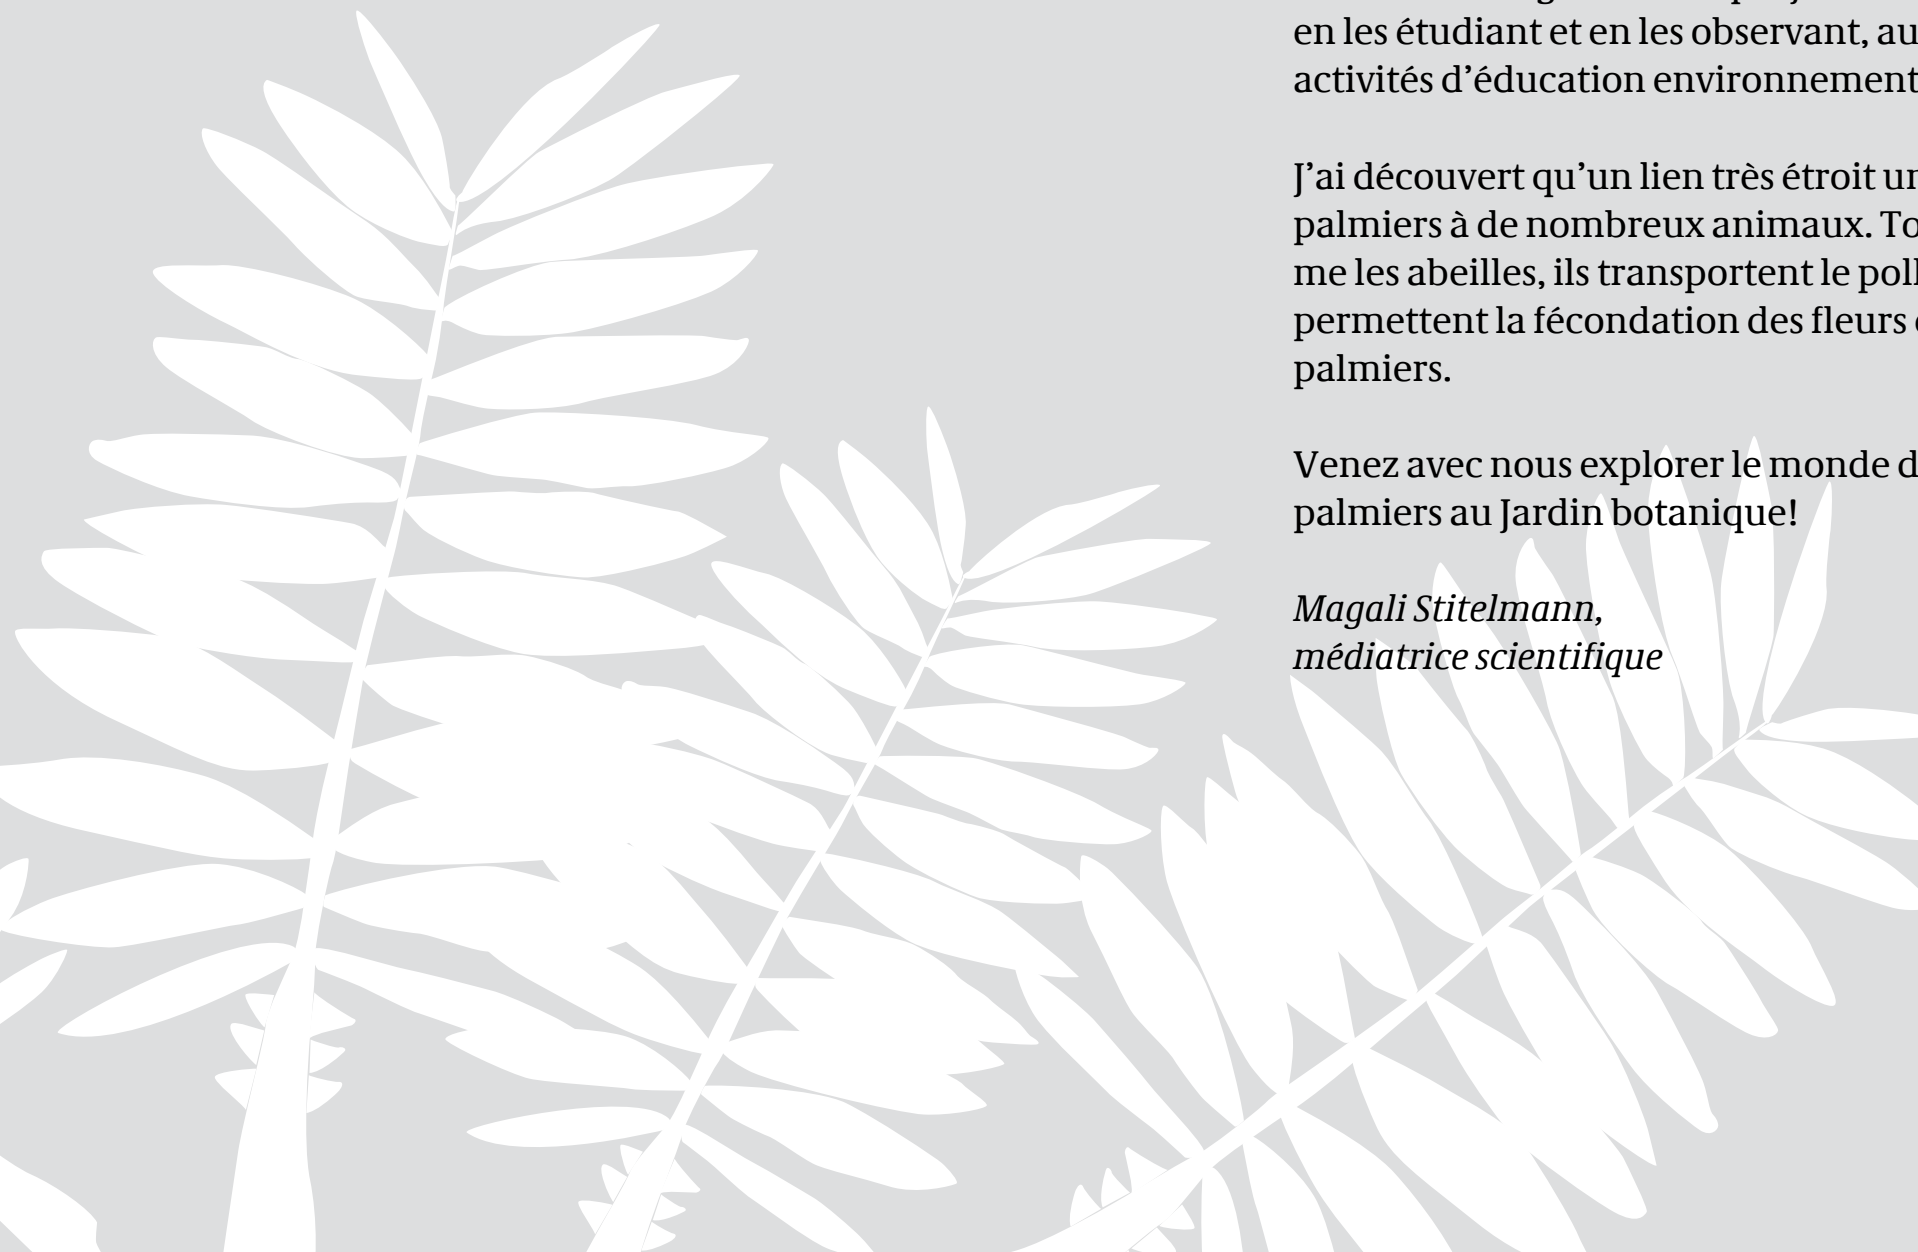 en les étudiant et en les observant, au
activités d’éducation environnement
J’ai découvert qu’un lien très étroit un
palmiers à de nombreux animaux. To
me les abeilles, ils transportent le poll
permettent la fécondation des fleurs
palmiers.
Venez avec nous explorer le monde d
palmiers au Jardin botanique!
Magali Stitelmann,
médiatrice scientifique